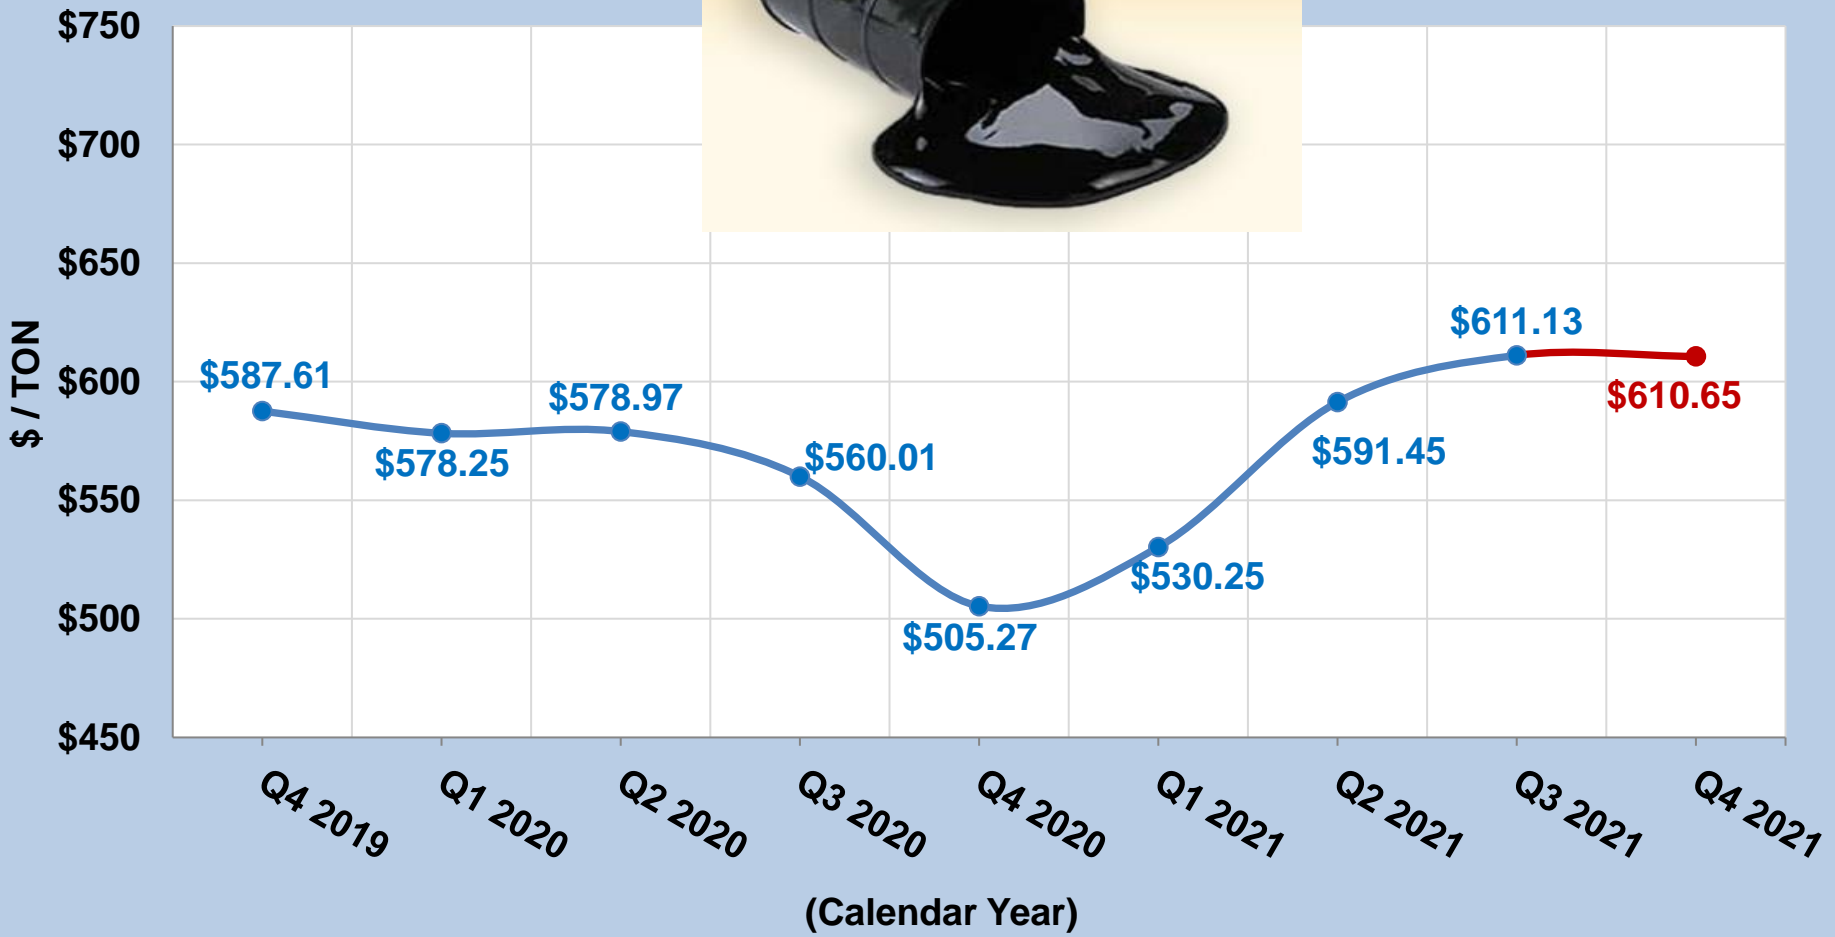 $750
$700
$650
$600
$550
$500
$450
$ / TON
$587.61
$578.25
$578.97
$560.01
$505.27
$530.25
$591.45
$611.13
$610.65
Q4 2019
Q1 2020
Q2 2020
Q3 2020
Q4 2020
Q1 2021
Q2 2021
Q3 2021
Q4 2021
(Calendar Year)